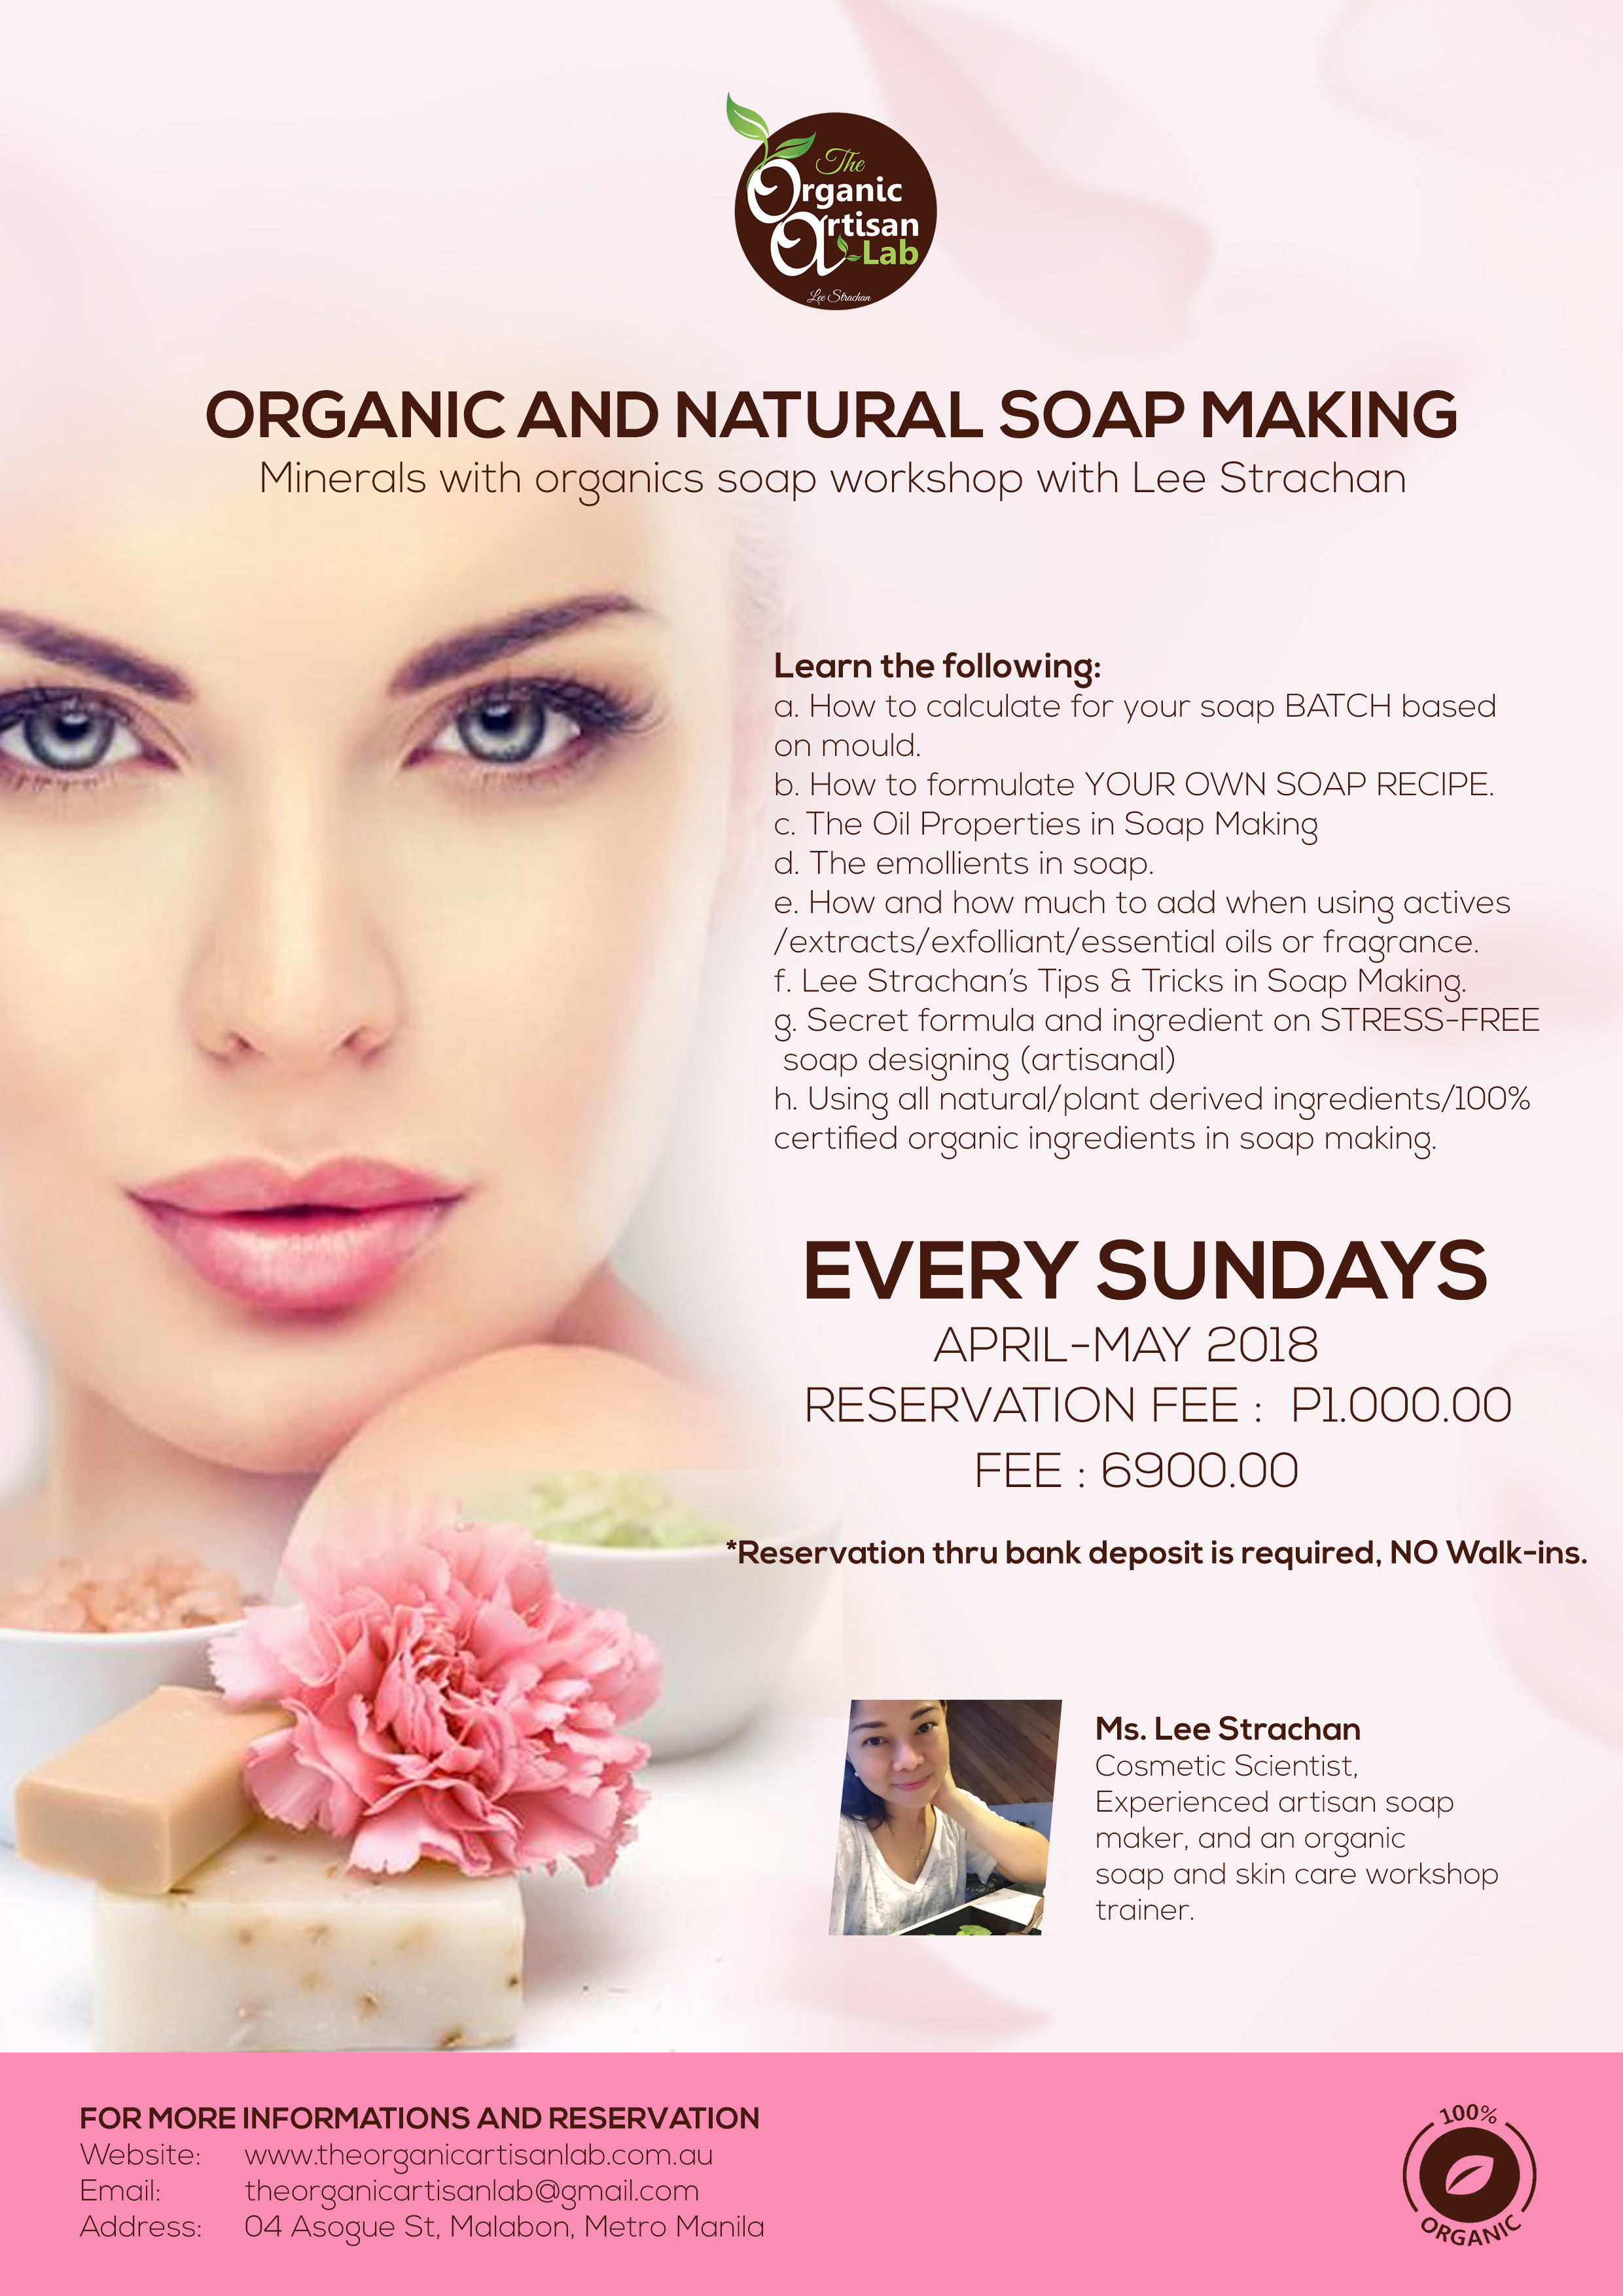 The
Organic
artisan
Lab
Lee Strachan
ORGANIC AND NATURAL SOAP MAKING
Minerals with organics soap workshop with Lee Strachan
Learn the following:
a. How to calculate for your soap BATCH based
on mould.
b. How to formulate YOUR OWN SOAP RECIPE.
c. The Oil Properties in Soap Making
d. The emollients in soap.
e. How and how much to add when using actives
/extracts/exfolliant/essential oils or fragrance.
f. Lee Strachan's Tips & Tricks in Soap Making.
g. Secret formula and ingredient on STRESS-FREE
soap designing (artisanal)
h. Using all natural/plant derived ingredients/100%
certified organic ingredients in soap making.
EVERY SUNDAYS
APRIL-MAY 2018
RESERVATION FEE : P1.000.00
FEE : 6900.00
*Reservation thru bank deposit is required, NO Walk-ins.
Ms. Lee Strachan
Cosmetic Scientist,
Experienced artisan soap
maker, and an organic
soap and skin care workshop
trainer.
FOR MORE INFORMATIONS AND RESERVATION
Website: www.theorganicartisanlab.com.au
Email: theorganicartisanlab@gmail.com
Address: 04 Asogue St, Malabon, Metro Manila
100%
ORGANIC